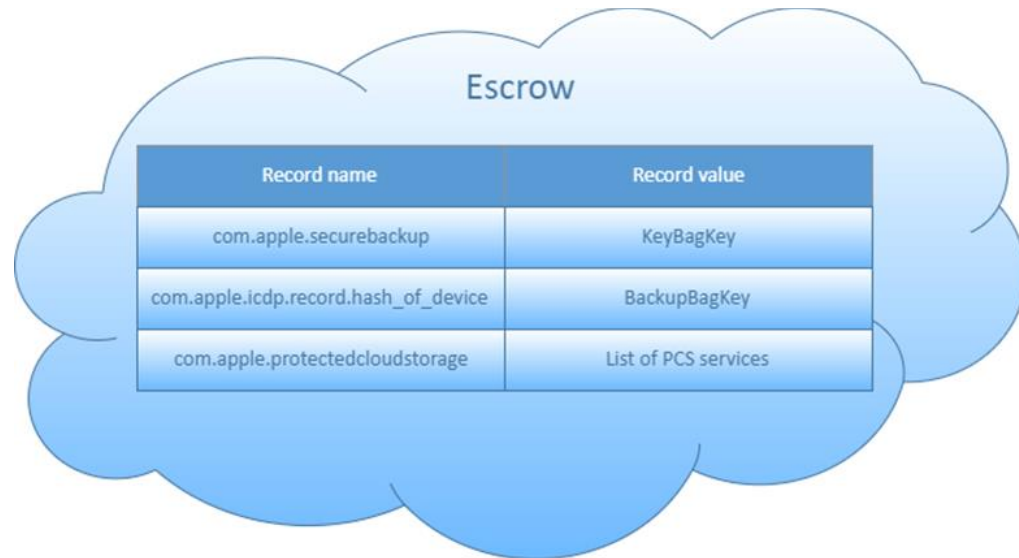 Escrow
Record name Record value
com.apple.securebackup KeyBagKey
com.apple.icdp.record.hash_of_device BackupBagKey
com.apple.protectedcloudstorage List of PCS services